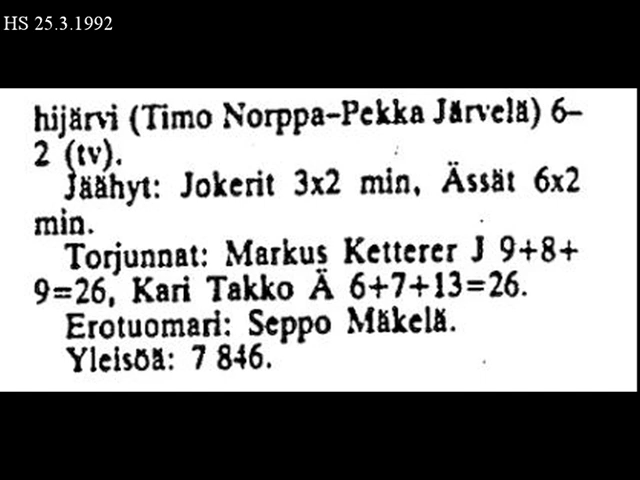 HS 25.3.1992
hijärvi (Timo Norppa-Pekka Järvelä) 6–
2 (tv).
Jäähyt: Jokerit 3x2 min, Ässät 6x2
min.
Torjunnat: Markus Ketterer J 9+8+
9=26, Kari Takko Ä 6+7+13=26.
Erotuomari: Seppo Mäkelä.
Yleisöä: 7 846.